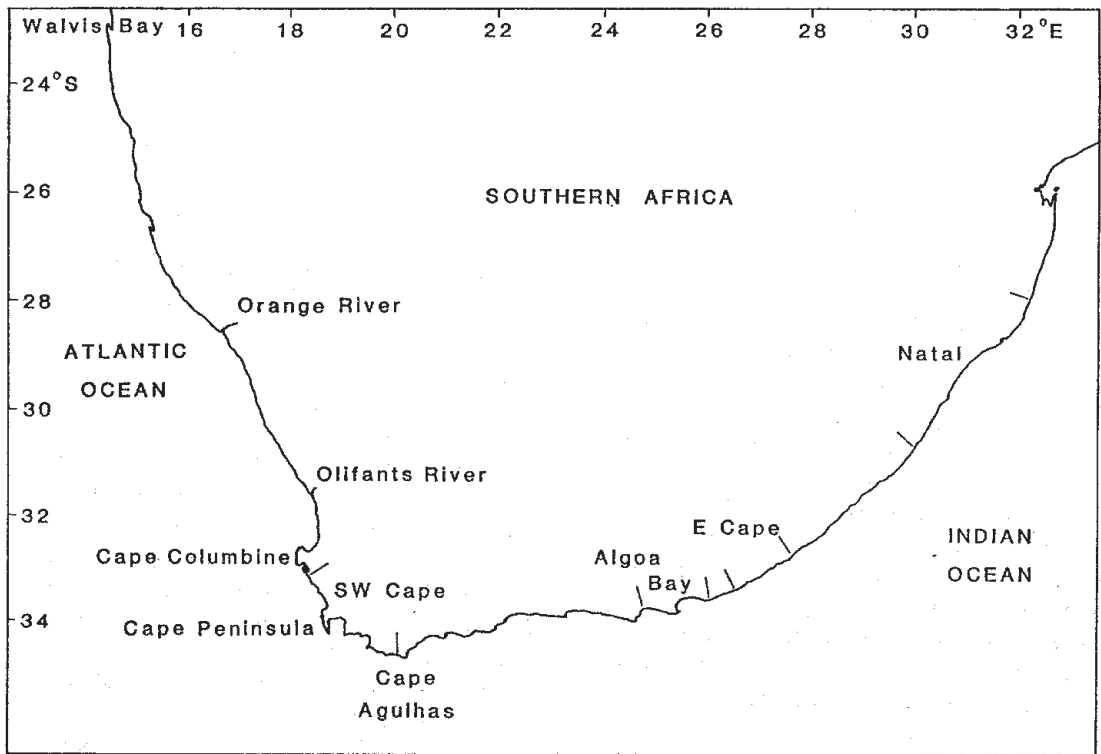 Walvis Bay 18 20 22 24 26 28 30 32°E
24°S
26
SOUTHERN AFRICA
28
Orange River
ATLANTIC
OCEAN
Natal
30
Olifants River
32
E Cape
INDIAN
OCEAN
Cape Columbine
Algoa
Bay
SW Cape
34
Cape Peninsula
Cape
Agulhas